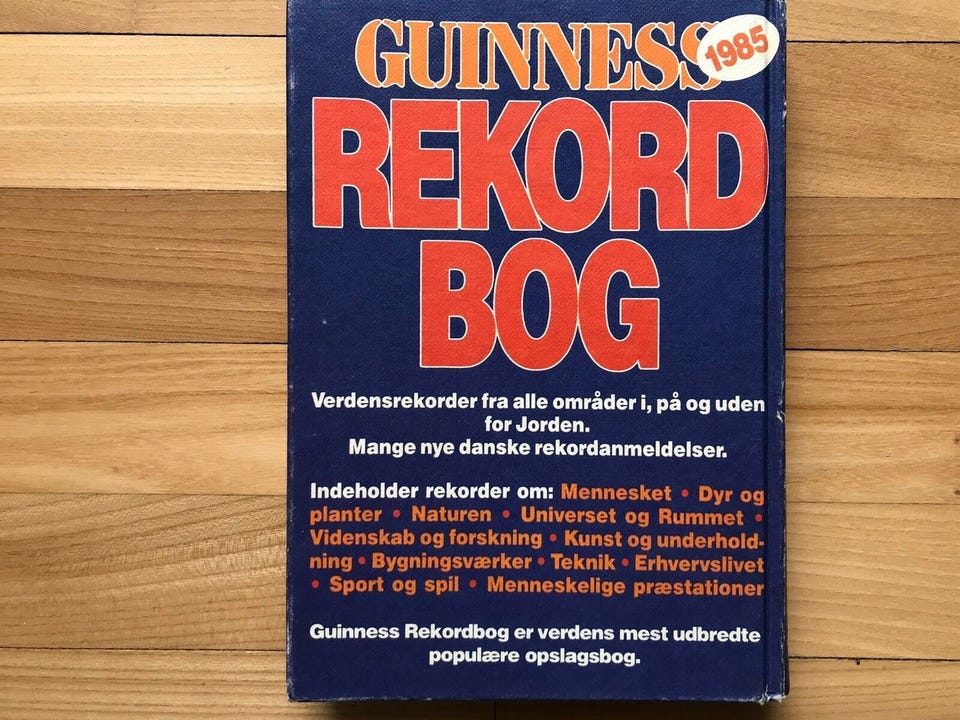 GUINNESS
1985
REKORD
BOG
Verdensrekorder fra alle områder i, på og uden
for Jorden.
Mange nye danske rekordanmeldelser.
Indeholder rekorder om: Mennesket • Dyr og
planter • Naturen • Universet og Rummet •
Videnskab og forskning • Kunst og underhold-
ning • Bygningsværker • Teknik • Erhvervslivet
• Sport og spil • Menneskelige præstationer
Guinness Rekordbog er verdens mest udbredte
populære opslagsbog.